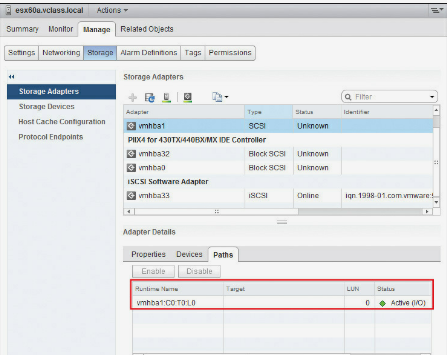 esx60a.vclass.local Actions
Summary Monitor Manage Related Objects
Settings Networking Storage Alarm Definitions Tags Permissions
Storage Adapters
Storage Devices
Host Cache Configuration
Protocol Endpoints
Storage Adapters
Filter
Adapter Type Status Identifier
vmhba1 SCSI Unknown
PIIX4 for 430TX/440BX/MX IDE Controller
vmhba32 Block SCSI Unknown
vmhba0 Block SCSI Unknown
iSCSI Software Adapter
vmhba33 iSCSI Online iqn.1998-01.com.vmware:
Adapter Details
Properties Devices Paths
Enable Disable
Runtime Name Target LUN Status
vmhba1:C0:T0:L0 0 Active (I/O)